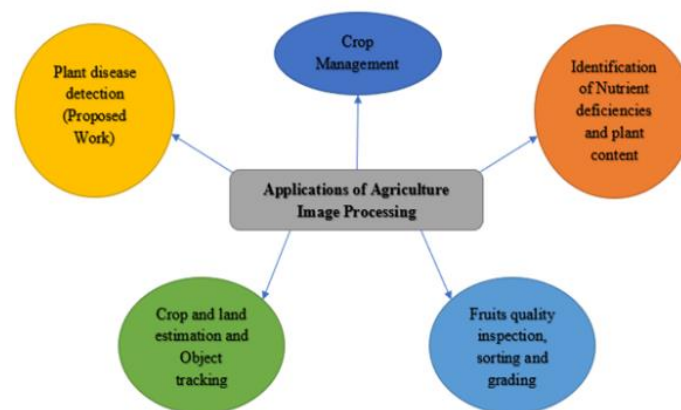 Crop
Management
Plant disease
detection
(Proposed
Work)
Identification
of Nutrient
deficiencies
and plant
content
Applications of Agriculture
Image Processing
Crop and land
estimation and
Object
tracking
Fruits quality
inspection,
sorting and
grading